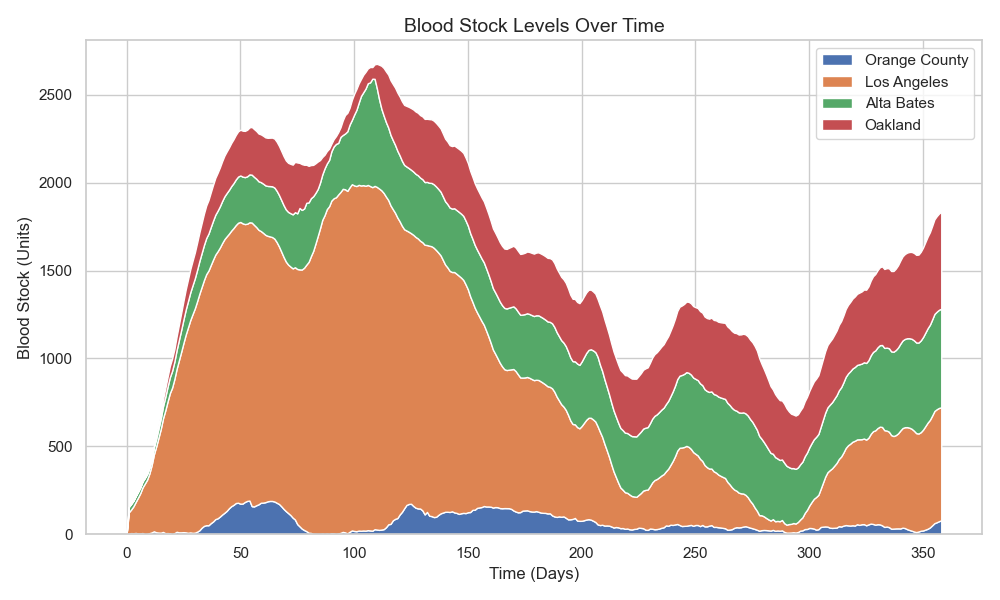 Blood Stock Levels Over Time
Orange County
Los Angeles
Alta Bates
Oakland
Blood Stock (Units)
2500
2000
1500
1000
500
0
0 50 100 150 200 250 300 350
Time (Days)